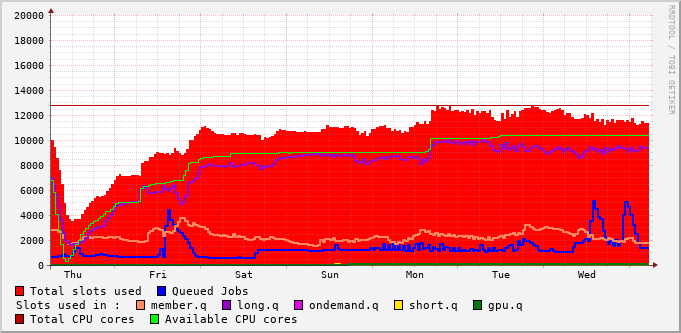 20000
18000
16000
14000
12000
10000
8000
6000
4000
2000
0
Thu Fri Sat Sun Mon Tue Wed
RRDTOOL / TOBI OETIKER
Total slots used Queued Jobs
Slots used in : member.q long.q ondemand.q short.q gpu.q
Total CPU cores Available CPU cores